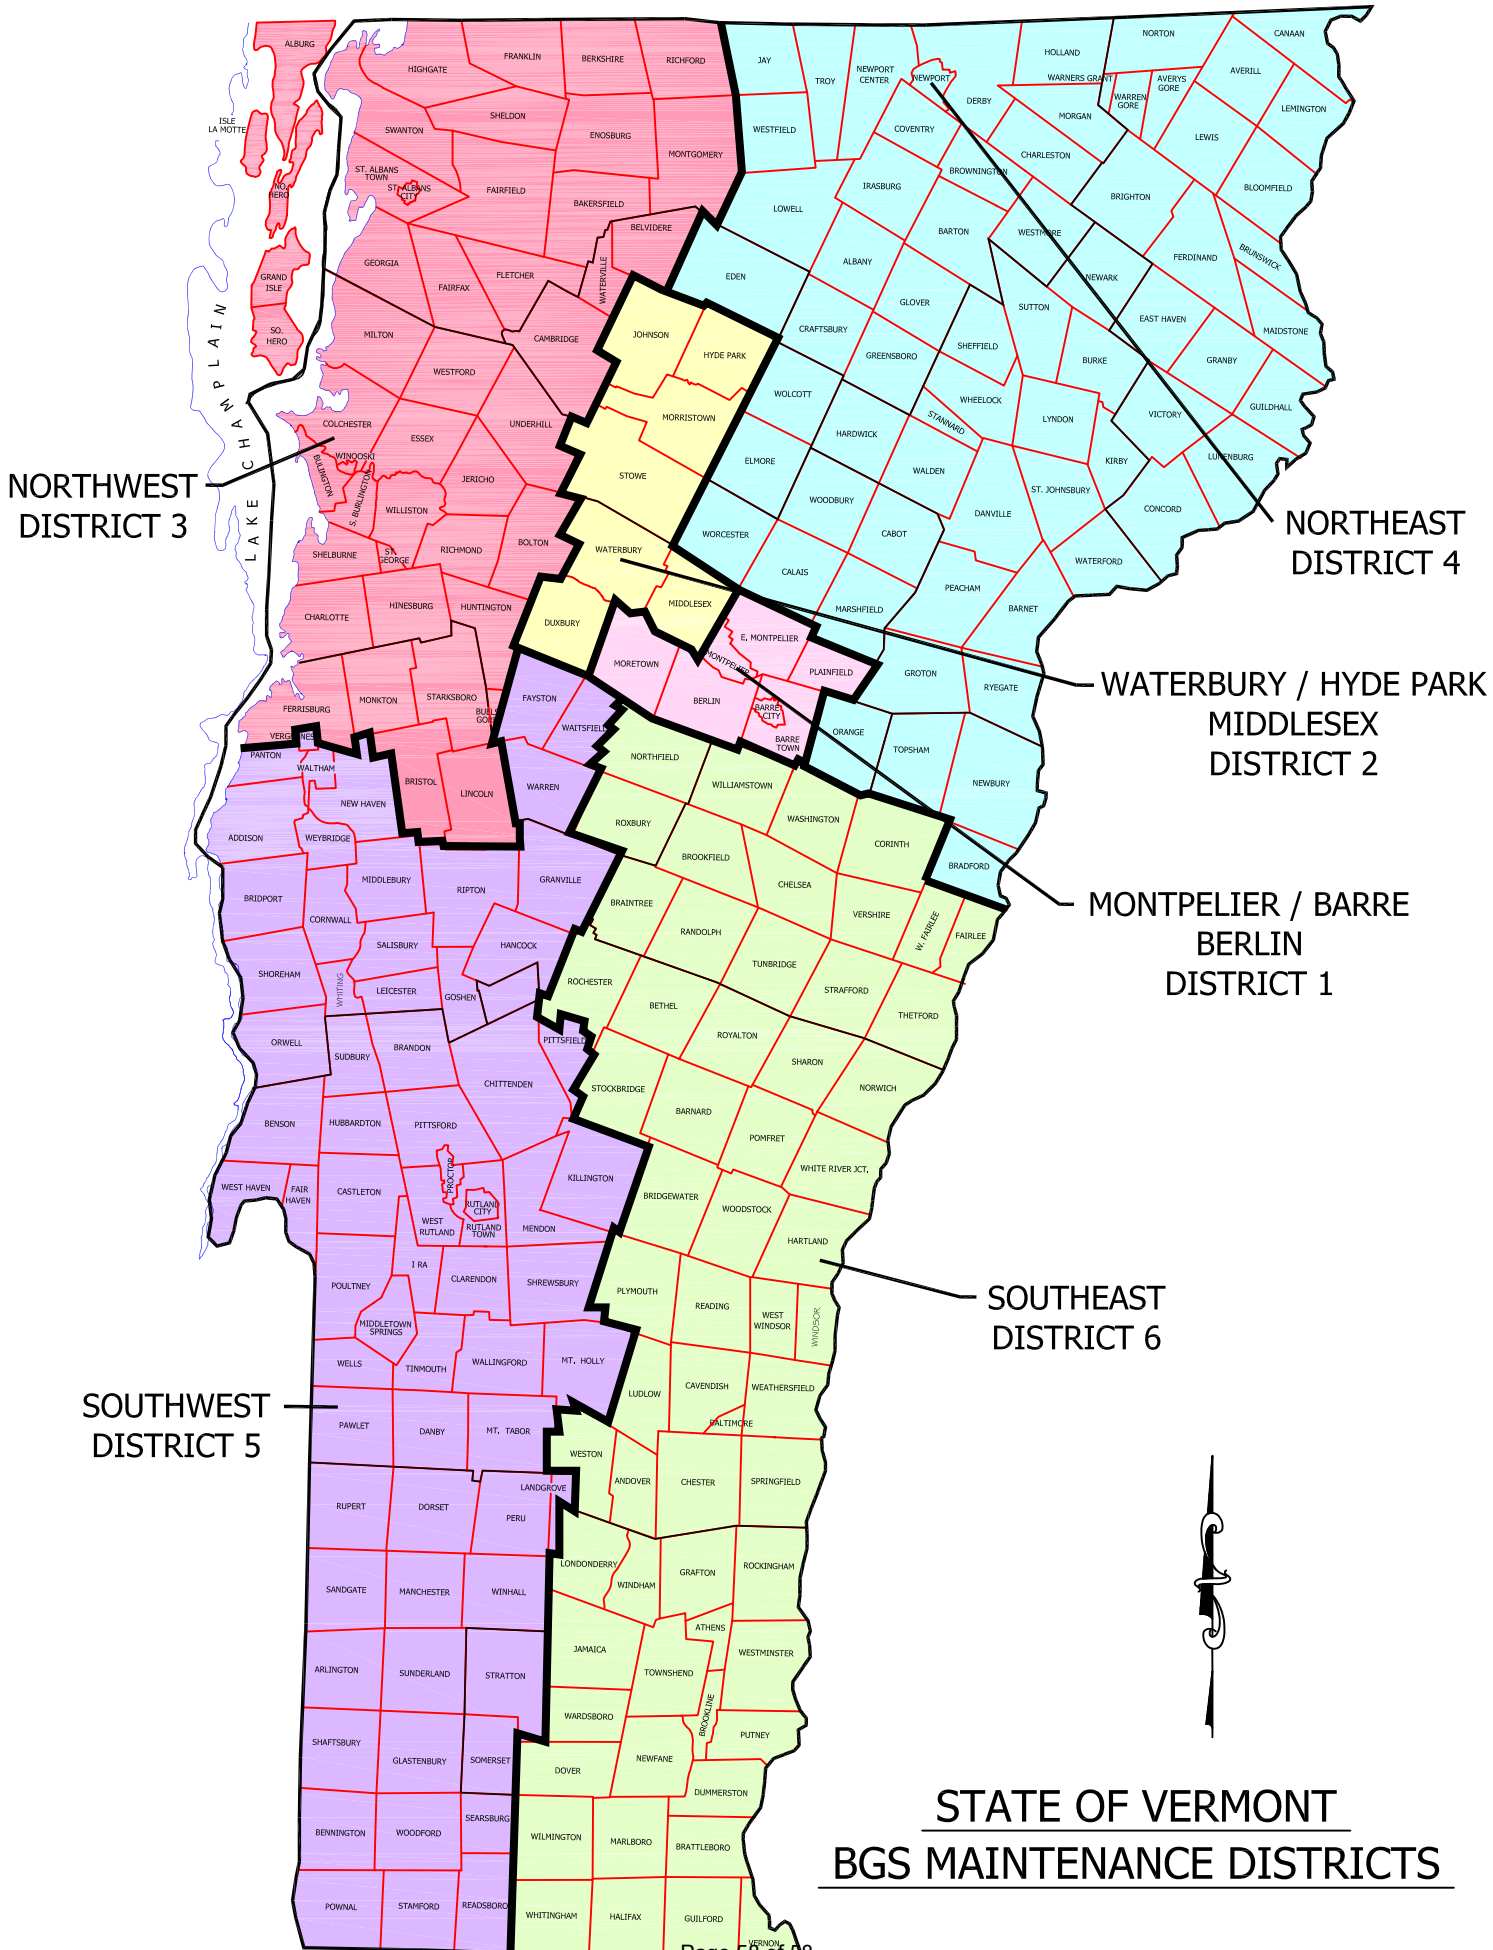 ALBURG
ISLE
LA MOTTE
NO.
HERO
GRAND
ISLE
SO.
HERO
LAKE CHAMPLAIN
HIGHGATE
FRANKLIN
BERKSHIRE
RICHFORD
SWANTON
SHELDON
ENOSBURG
MONTGOMERY
ST. ALBANS
TOWN
ST. ALBANS
CITY
FAIRFIELD
BAKERSFIELD
BELVIDERE
WATERVILLE
GEORGIA
FAIRFAX
FLETCHER
CAMBRIDGE
MILTON
WESTFORD
COLCHESTER
ESSEX
UNDERHILL
WINOOSKI
BULINGTON
S. BURLINGTON
JERICHO
WILLISTON
RICHMOND
BOLTON
SHELBURNE
ST.
GEORGE
CHARLOTTE
HINESBURG
HUNTINGTON
FERRISBURG
MONKTON
STARKSBORO
BUELS
GORE
VERGENNES
BRISTOL
LINCOLN
NORTHWEST
DISTRICT 3
JOHNSON
HYDE PARK
MORRISTOWN
STOWE
WATERBURY
MIDDLESEX
DUXBURY
JAY
TROY
NEWPORT
CENTER
NEWPORT
DERBY
HOLLAND
WARNERS GRANT
NORTON
WARREN
GORE
AVERYS
GORE
AVERILL
CANAAN
LEMINGTON
WESTFIELD
COVENTRY
MORGAN
CHARLESTON
LEWIS
BLOOMFIELD
LOWELL
IRASBURG
BROWNINGTON
BRIGHTON
BARTON
WESTMORE
FERDINAND
BRUNSWICK
EDEN
ALBANY
NEWARK
GLOVER
SUTTON
EAST HAVEN
MAIDSTONE
CRAFTSBURY
GREENSBORO
SHEFFIELD
BURKE
GRANBY
WOLCOTT
WHEELOCK
STANNARD
LYNDON
VICTORY
GUILDHALL
HARDWICK
ELMORE
WALDEN
KIRBY
LUNENBURG
WOODBURY
ST. JOHNSBURY
CONCORD
WORCESTER
CABOT
DANVILLE
WATERFORD
CALAIS
PEACHAM
MARSHFIELD
BARNET
GROTON
RYEGATE
ORANGE
TOPSHAM
NEWBURY
BRADFORD
NORTHEAST
DISTRICT 4
WATERBURY / HYDE PARK
MIDDLESEX
DISTRICT 2
E. MONTPELIER
MONTPELIER
MORETOWN
PLAINFIELD
BERLIN
BARRE
CITY
BARRE
TOWN
MONTPELIER / BARRE
BERLIN
DISTRICT 1
FAYSTON
WAITSFIELD
WARREN
PANTON
WALTHAM
NEW HAVEN
ADDISON
WEYBRIDGE
MIDDLEBURY
RIPTON
GRANVILLE
BRIDPORT
CORNWALL
SALISBURY
HANCOCK
SHOREHAM
WHITING
LEICESTER
GOSHEN
ORWELL
SUDBURY
BRANDON
PITTSFIELD
CHITTENDEN
BENSON
HUBBARDTON
PITTSFORD
WEST HAVEN
FAIR
HAVEN
CASTLETON
PROCTOR
RUTLAND
CITY
WEST
RUTLAND
RUTLAND
TOWN
MENDON
KILLINGTON
I RA
CLARENDON
SHREWSBURY
POULTNEY
MIDDLETOWN
SPRINGS
WELLS
TINMOUTH
WALLINGFORD
MT. HOLLY
PAWLET
DANBY
MT. TABOR
LANDGROVE
RUPERT
DORSET
PERU
SANDGATE
MANCHESTER
WINHALL
ARLINGTON
SUNDERLAND
STRATTON
SHAFTSBURY
GLASTENBURY
SOMERSET
SEARSBURG
BENNINGTON
WOODFORD
POWNAL
STAMFORD
READSBORO
SOUTHWEST
DISTRICT 5
NORTHFIELD
WILLIAMSTOWN
WASHINGTON
CORINTH
ROXBURY
BROOKFIELD
CHELSEA
VERSHIRE
W. FAIRLEE
FAIRLEE
BRAINTREE
RANDOLPH
TUNBRIDGE
STRAFFORD
THETFORD
ROCHESTER
BETHEL
ROYALTON
SHARON
NORWICH
STOCKBRIDGE
BARNARD
POMFRET
WHITE RIVER JCT.
BRIDGEWATER
WOODSTOCK
HARTLAND
PLYMOUTH
READING
WEST
WINDSOR
WINDSOR
LUDLOW
CAVENDISH
WEATHERSFIELD
BALTIMORE
WESTON
ANDOVER
CHESTER
SPRINGFIELD
LONDONDERRY
WINDHAM
GRAFTON
ROCKINGHAM
JAMAICA
ATHENS
TOWNSHEND
WESTMINSTER
WARDSBORO
BROOKLINE
PUTNEY
DOVER
NEWFANE
DUMMERSTON
WILMINGTON
MARLBORO
BRATTLEBORO
WHITINGHAM
HALIFAX
GUILFORD
VERNON
SOUTHEAST
DISTRICT 6
STATE OF VERMONT
BGS MAINTENANCE DISTRICTS
Page 58 of 58